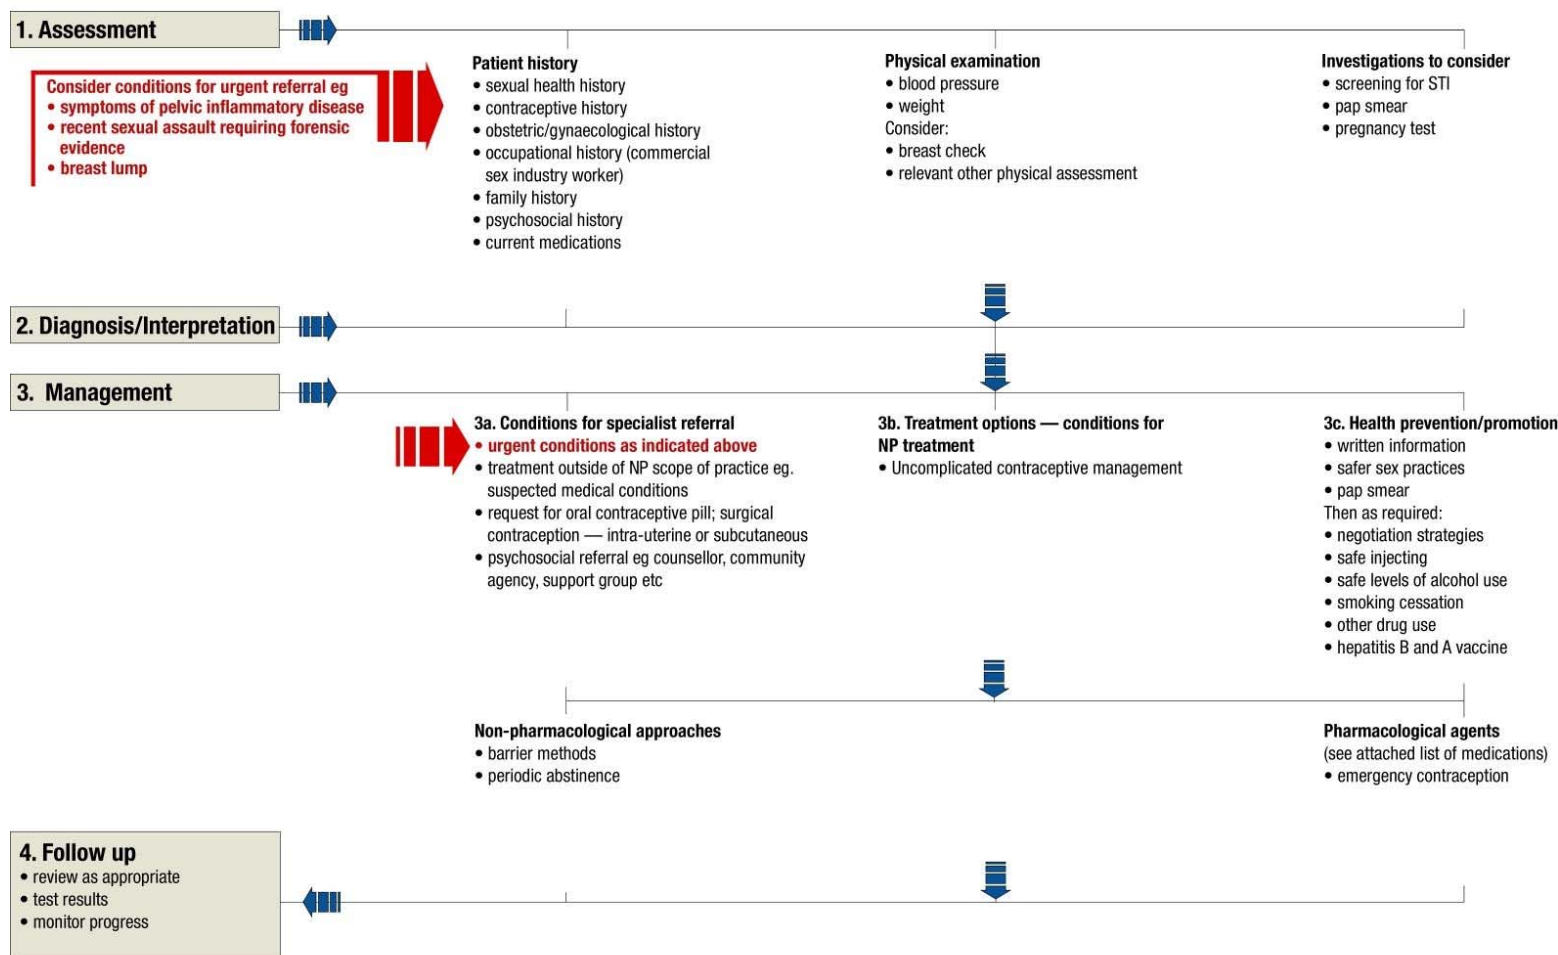 1. Assessment
Consider conditions for urgent referral eg
• symptoms of pelvic inflammatory disease
• recent sexual assault requiring forensic
evidence
• breast lump
Patient history
• sexual health history
• contraceptive history
• obstetric/gynaecological history
• occupational history (commercial
sex industry worker)
• family history
• psychosocial history
• current medications
Physical examination
• blood pressure
• weight
Consider:
• breast check
• relevant other physical assessment
Investigations to consider
• screening for STI
• pap smear
• pregnancy test
2. Diagnosis/Interpretation
3. Management
3a. Conditions for specialist referral
• urgent conditions as indicated above
• treatment outside of NP scope of practice eg.
suspected medical conditions
• request for oral contraceptive pill; surgical
contraception — intra-uterine or subcutaneous
• psychosocial referral eg counsellor, community
agency, support group etc
3b. Treatment options — conditions for
NP treatment
• Uncomplicated contraceptive management
3c. Health prevention/promotion
• written information
• safer sex practices
• pap smear
Then as required:
• negotiation strategies
• safe injecting
• safe levels of alcohol use
• smoking cessation
• other drug use
• hepatitis B and A vaccine
Non-pharmacological approaches
• barrier methods
• periodic abstinence
Pharmacological agents
(see attached list of medications)
• emergency contraception
4. Follow up
• review as appropriate
• test results
• monitor progress